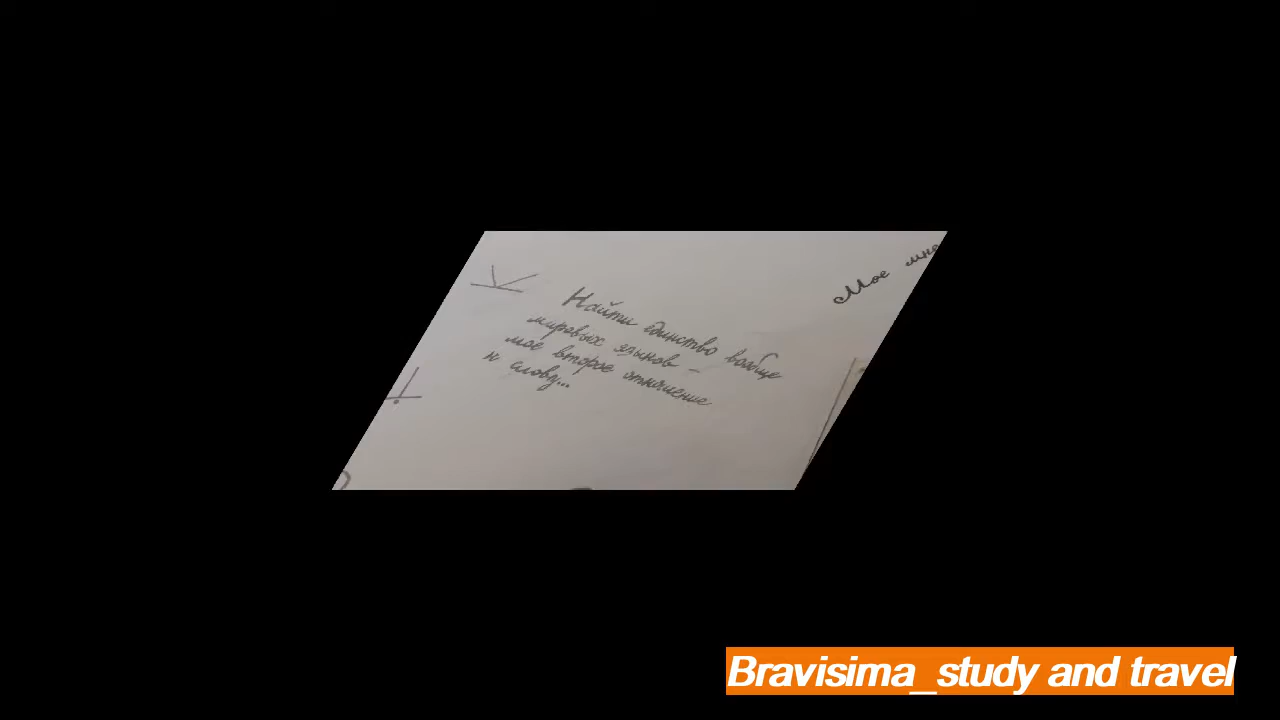 Найти единство вообще
мировых языков -
мое второе отношение
к слову...
Мое
Bravisima_study and travel